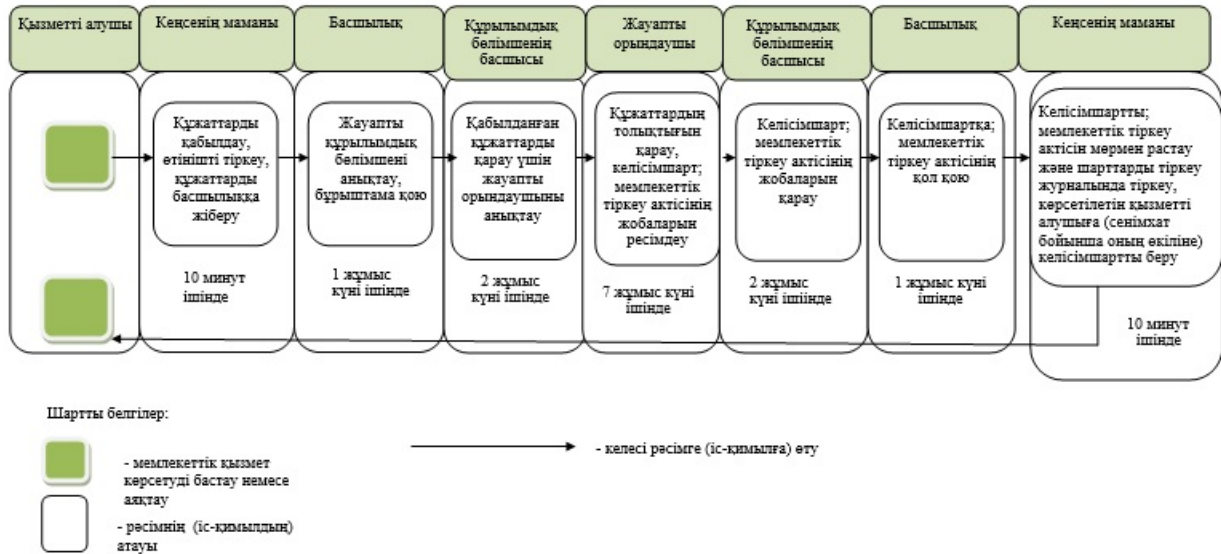 Қызметті алушы
Кеңсенің маманы
Басшылық
Құрылымдық
бөлімшенің
басшысы
Жауапты
орындаушы
Құрылымдық
бөлімшенің
басшысы
Басшылық
Кеңсенің маманы
Құжаттарды
қабылдау,
өтінішті тіркеу,
құжаттарды
басшылыққа
жіберу
10 минут
ішінде
Жауапты
құрылымдық
бөлімшені
анықтау,
бұрыштама қою
1 жұмыс
күні ішінде
Қабылданған
құжаттарды
қарау үшін
жауапты
орындаушыны
анықтау
2 жұмыс
күні ішінде
Құжаттардың
толықтығын
қарау,
келісімшарт;
мемлекеттік
тіркеу актісінің
жобаларын
ресімдеу
7 жұмыс күні
ішінде
Келісімшарт;
мемлекеттік
тіркеу актісінің
жобаларын
қарау
2 жұмыс
күні ішінде
Келісімшартқа;
мемлекеттік
тіркеу актісінің
қол қою
1 жұмыс күні
ішінде
Келісімшартты;
мемлекеттік тіркеу
актісін мөрмен растау
және шарттарды тіркеу
журналында тіркеу,
көрсетілетін қызметті
алушыға (сенімхат
бойынша оның өкіліне)
келісімшартты беру
10 минут
ішінде
Шартты белгілер:
- мемлекеттік қызмет
көрсетуді бастау немесе
аяқтау
- келесі рәсімге (іс-қимылға) өту
- рәсімнің (іс-қимылдың)
атауы